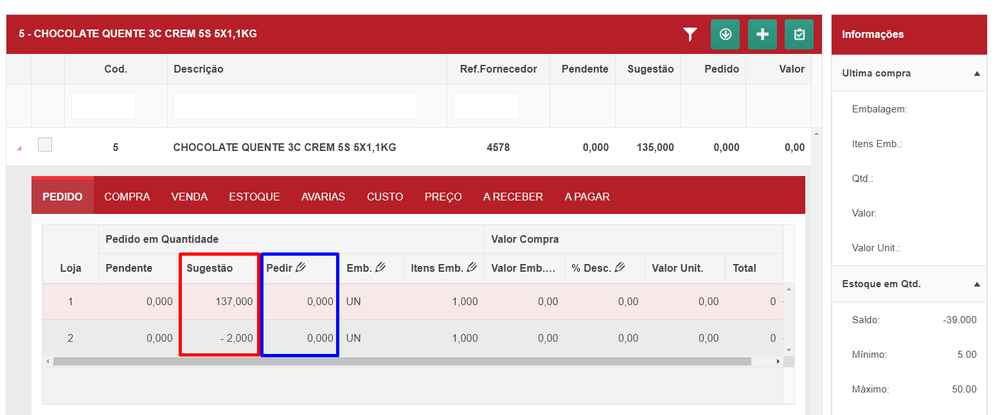 5 - CHOCOLATE QUENTE 3C CREM 5S 5X1,1KG
Cod. Descrição Ref.Fornecedor Pendente Sugestão Pedido Valor
5 CHOCOLATE QUENTE 3C CREM 5S 5X1,1KG 4578 0,000 135,000 0,000 0,00
PEDIDO COMPRA VENDA ESTOQUE AVARIAS CUSTO PREÇO A RECEBER A PAGAR
Pedido em Quantidade Valor Compra
Loja Pendente Sugestão Pedir Emb. Itens Emb. Valor Emb.... % Desc. Valor Unit. Total
1 0,000 137,000 0,000 UN 1,000 0,00 0,00 0,00 0
2 0,000 - 2,000 0,000 UN 1,000 0,00 0,00 0,00 0
Informações
Ultima compra
Embalagem:
Itens Emb.:
Qtd.:
Valor:
Valor Unit.:
Estoque em Qtd.
Saldo: -39.000
Mínimo: 5.00
Máximo: 50.00